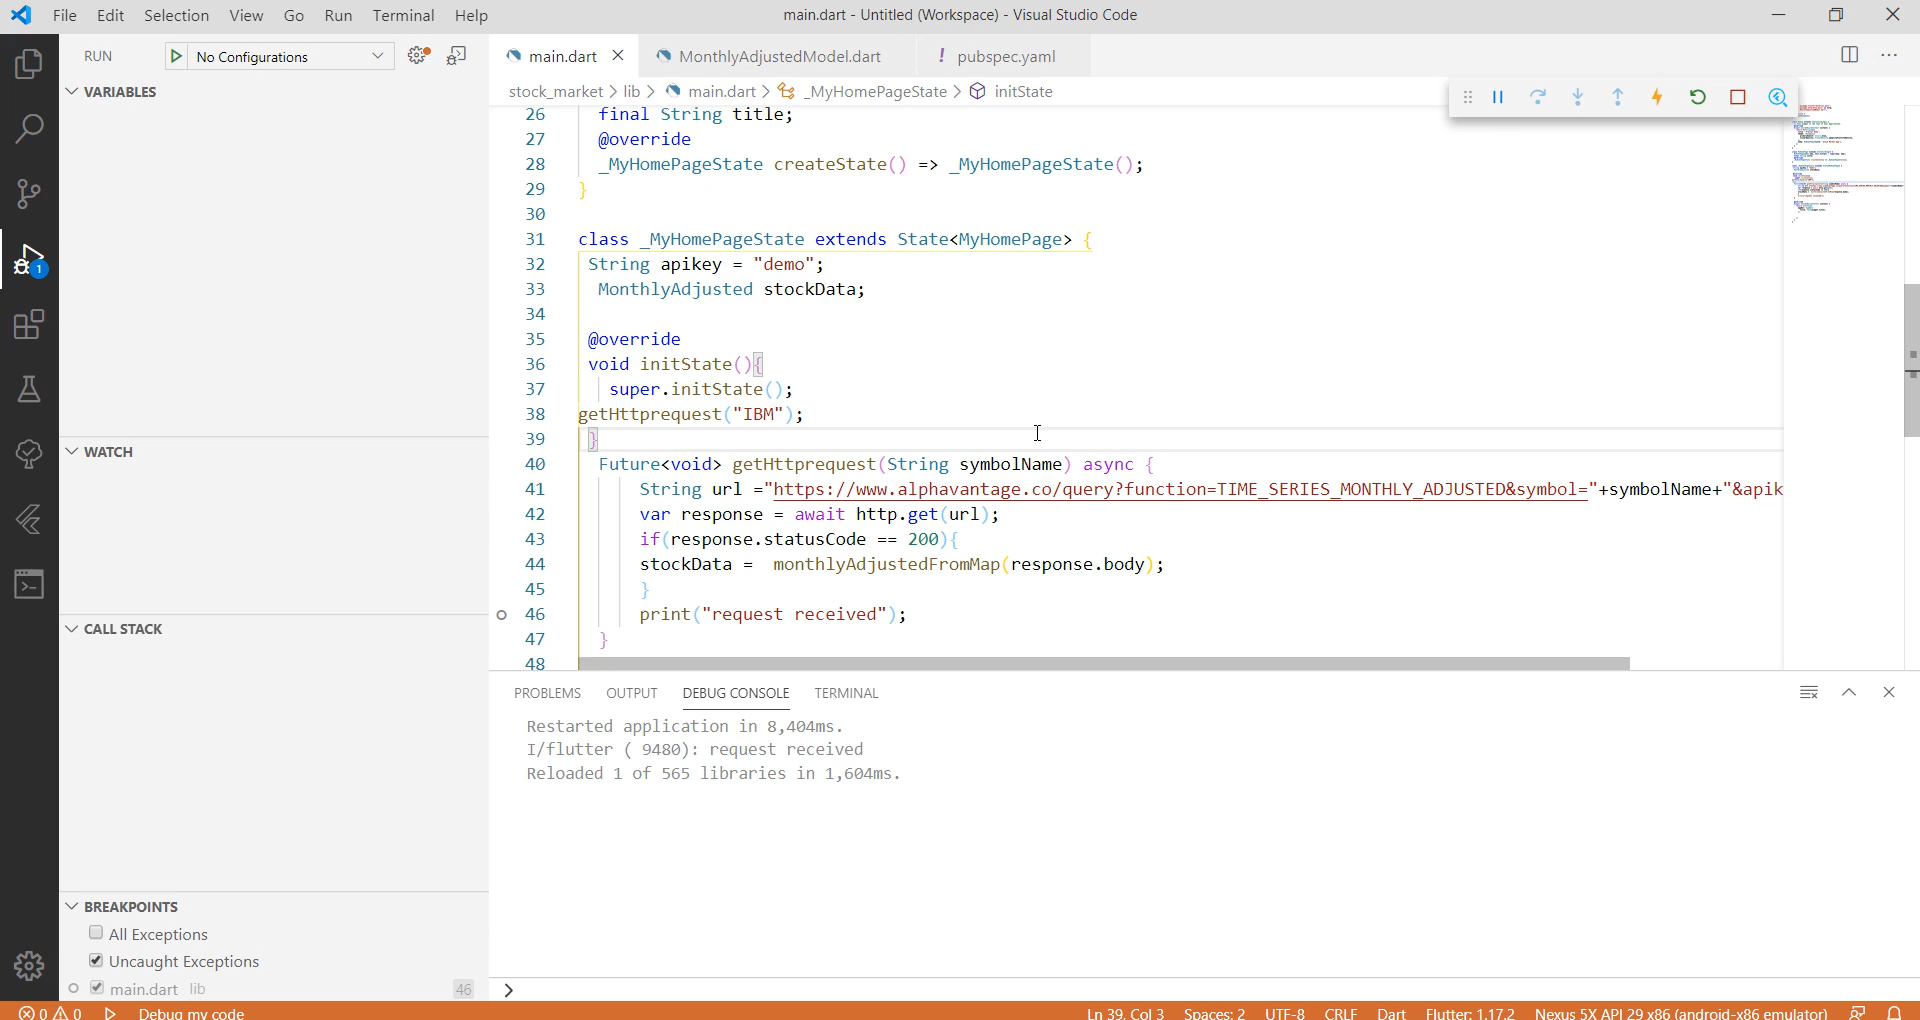 File Edit Selection View Go Run Terminal Help
main.dart - Untitled (Workspace) - Visual Studio Code
RUN No Configurations
main.dart MonthlyAdjustedModel.dart ! pubspec.yaml
stock_market > lib > main.dart > _MyHomePageState > initState
VARIABLES
WATCH
CALL STACK
BREAKPOINTS
All Exceptions
Uncaught Exceptions
main.dart lib 46
1
26 final String title;
27 @override
28 _MyHomePageState createState() => _MyHomePageState();
29 }
30
31 class _MyHomePageState extends State<MyHomePage> {
32 String apikey = "demo";
33 MonthlyAdjusted stockData;
34
35 @override
36 void initState(){
37 super.initState();
38 getHttprequest("IBM");
39 }
40 Future<void> getHttprequest(String symbolName) async {
41 String url ="https://www.alphavantage.co/query?function=TIME_SERIES_MONTHLY_ADJUSTED&symbol="+symbolName+"&apik
42 var response = await http.get(url);
43 if(response.statusCode == 200){
44 stockData = monthlyAdjustedFromMap(response.body);
45 }
46 print("request received");
47 }
48
PROBLEMS OUTPUT DEBUG CONSOLE TERMINAL
Restarted application in 8,404ms.
I/flutter ( 9480): request received
Reloaded 1 of 565 libraries in 1,604ms.
>
0 0 Debug my code
Ln 39, Col 3 Spaces: 2 UTF-8 CRLF Dart Flutter: 1.17.2 Nexus 5X API 29 x86 (android-x86 emulator)